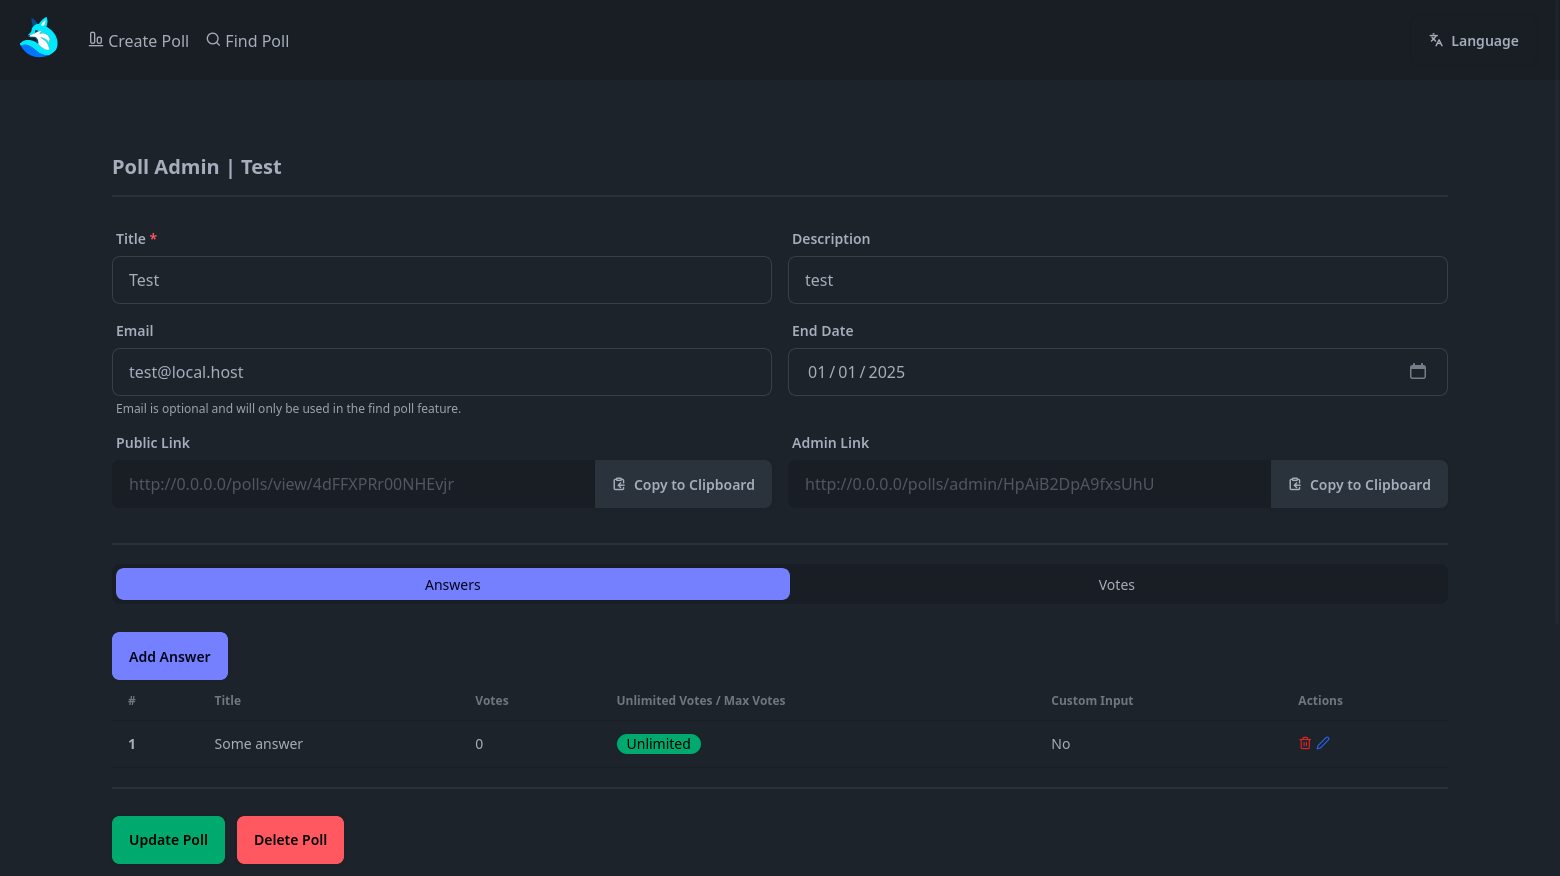 Create Poll Find Poll Language
Poll Admin | Test
Title * Description
Test test
Email End Date
test@local.host 01/01/2025
Email is optional and will only be used in the find poll feature.
Public Link Admin Link
http://0.0.0.0/polls/view/4dFFXPRr00NHEvjr Copy to Clipboard http://0.0.0.0/polls/admin/HpAiB2DpA9fxsUhU Copy to Clipboard
Answers Votes
Add Answer
# Title Votes Unlimited Votes / Max Votes Custom Input Actions
1 Some answer 0 Unlimited No
Update Poll Delete Poll